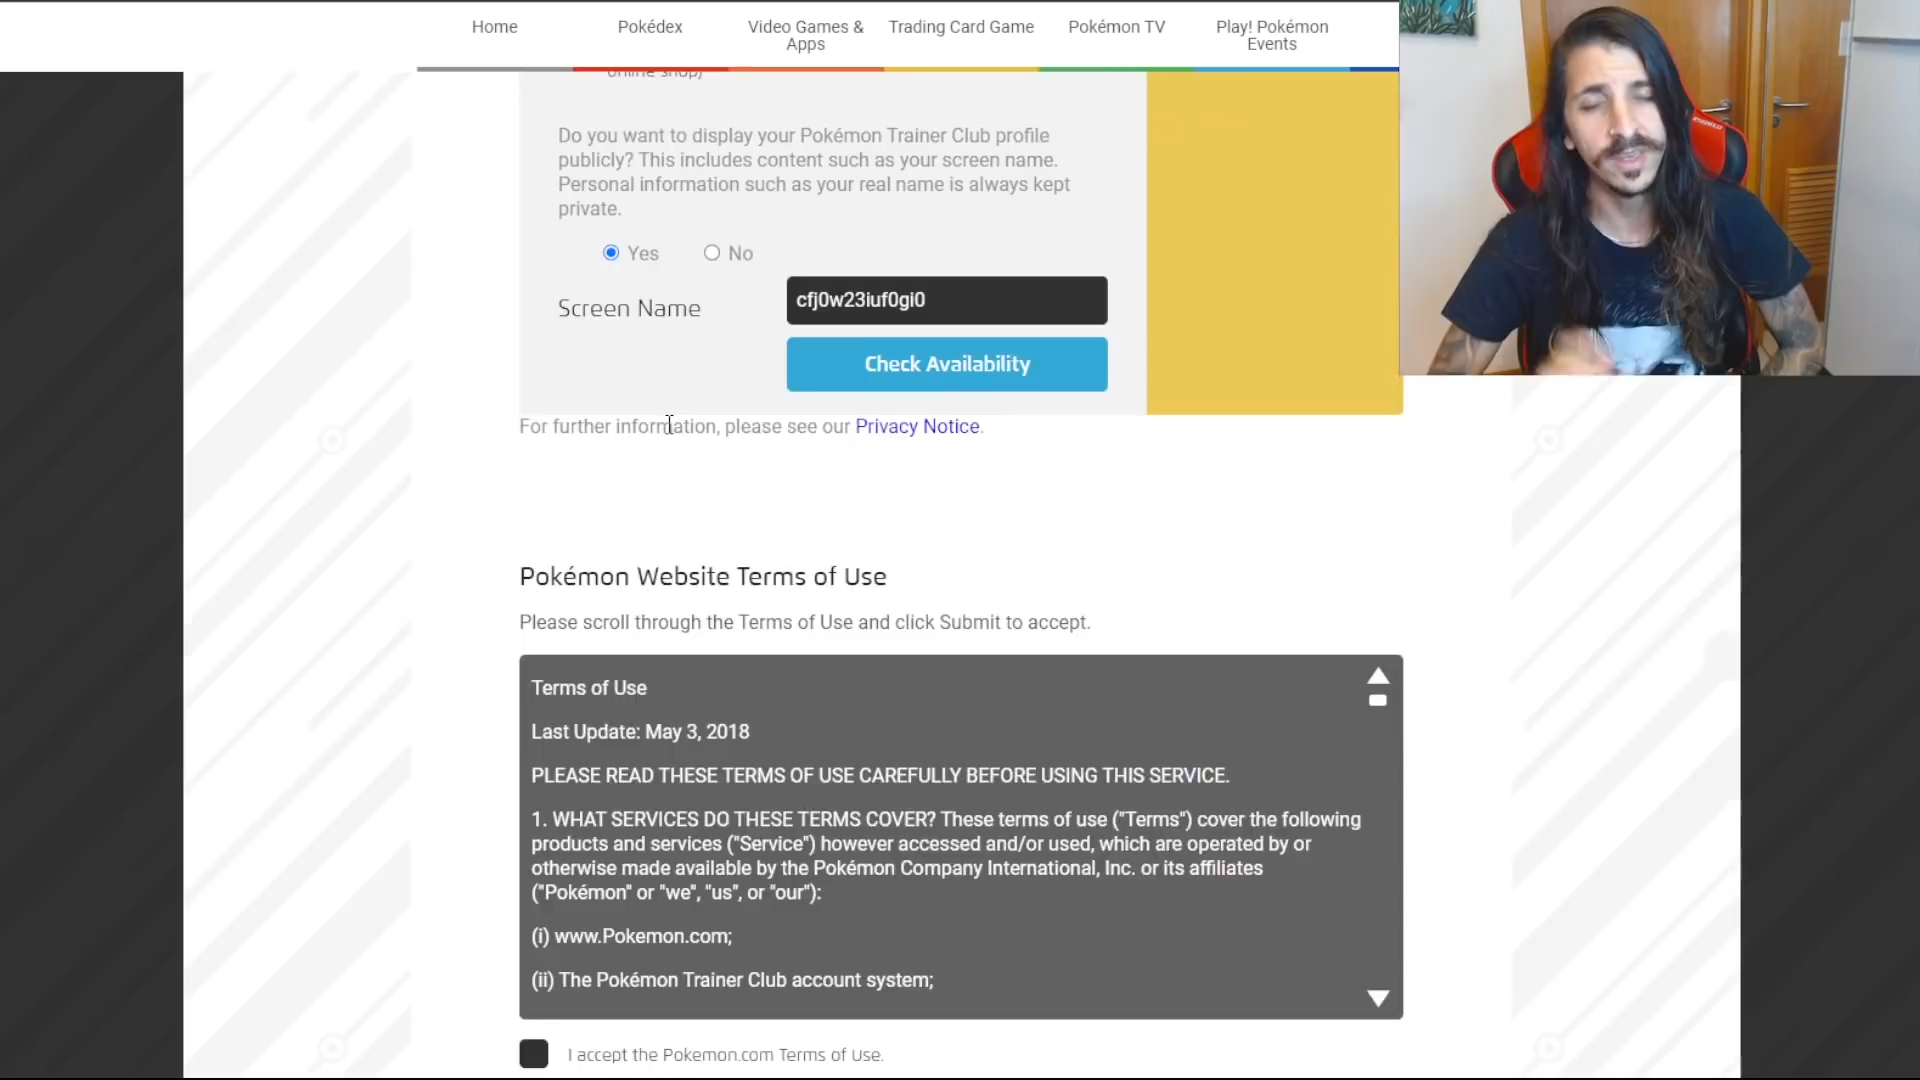 Home
Pokédex
Video Games &
Apps
Trading Card Game
Pokémon TV
Play! Pokémon
Events
online shop)
Do you want to display your Pokémon Trainer Club profile
publicly? This includes content such as your screen name.
Personal information such as your real name is always kept
private.
Yes
No
Screen Name
cfj0w23iuf0gi0
Check Availability
For further information, please see our Privacy Notice.
Pokémon Website Terms of Use
Please scroll through the Terms of Use and click Submit to accept.
Terms of Use
Last Update: May 3, 2018
PLEASE READ THESE TERMS OF USE CAREFULLY BEFORE USING THIS SERVICE.
1. WHAT SERVICES DO THESE TERMS COVER? These terms of use ("Terms") cover the following
products and services ("Service") however accessed and/or used, which are operated by or
otherwise made available by the Pokémon Company International, Inc. or its affiliates
("Pokémon" or "we", "us", or "our"):
(i) www.Pokemon.com;
(ii) The Pokémon Trainer Club account system;
I accept the Pokemon.com Terms of Use.